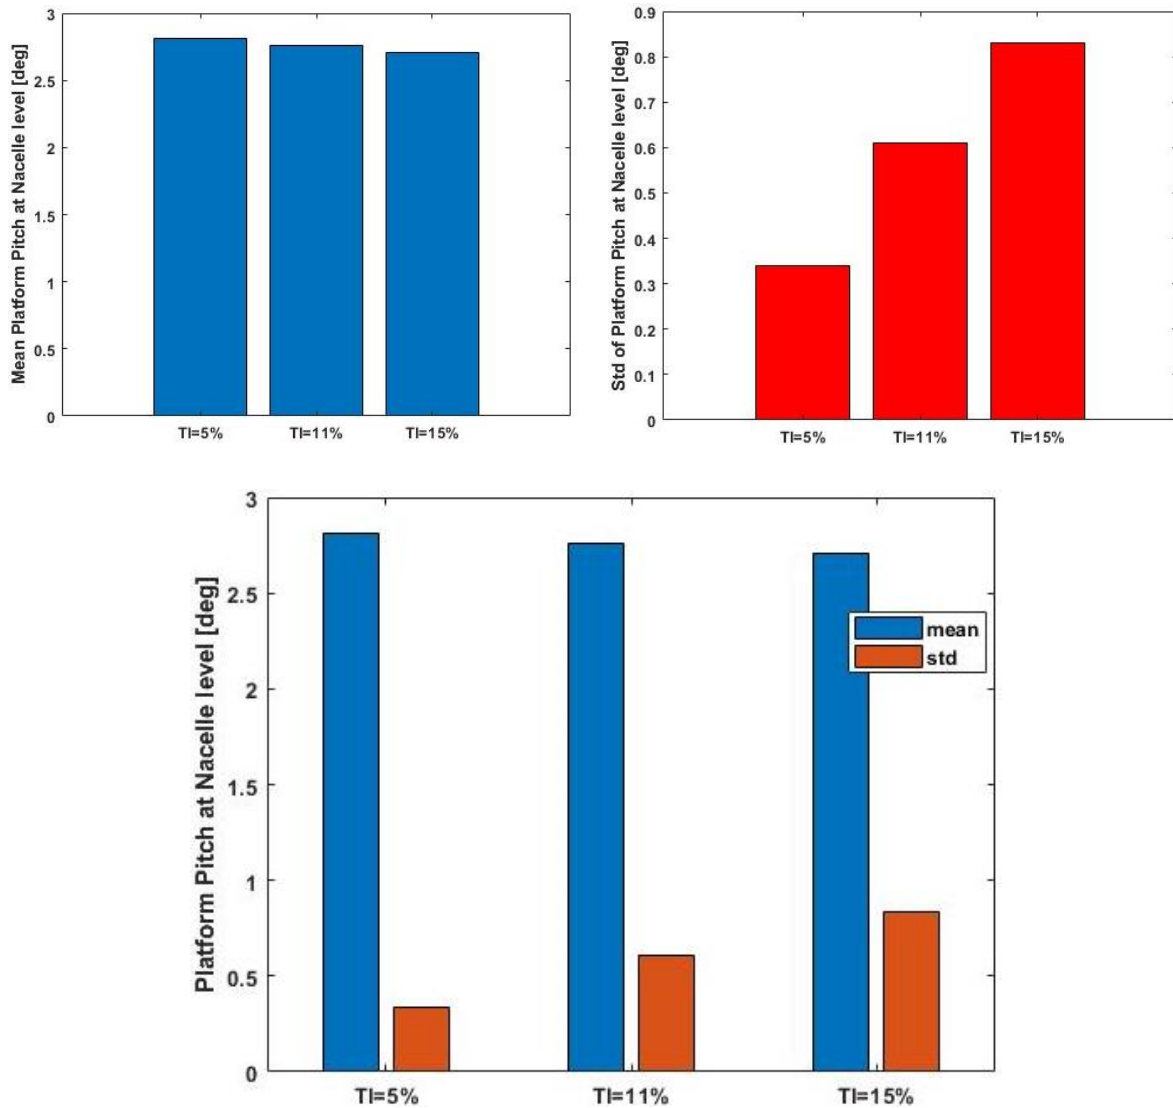 Mean Platform Pitch at Nacelle level [deg]
3
2.5
2
1.5
1
0.5
0
TI=5%
TI=11%
TI=15%
Std of Platform Pitch at Nacelle level [deg]
0.9
0.8
0.7
0.6
0.5
0.4
0.3
0.2
0.1
0
TI=5%
TI=11%
TI=15%
Platform Pitch at Nacelle level [deg]
3
2.5
2
1.5
1
0.5
0
mean
std
TI=5%
TI=11%
TI=15%